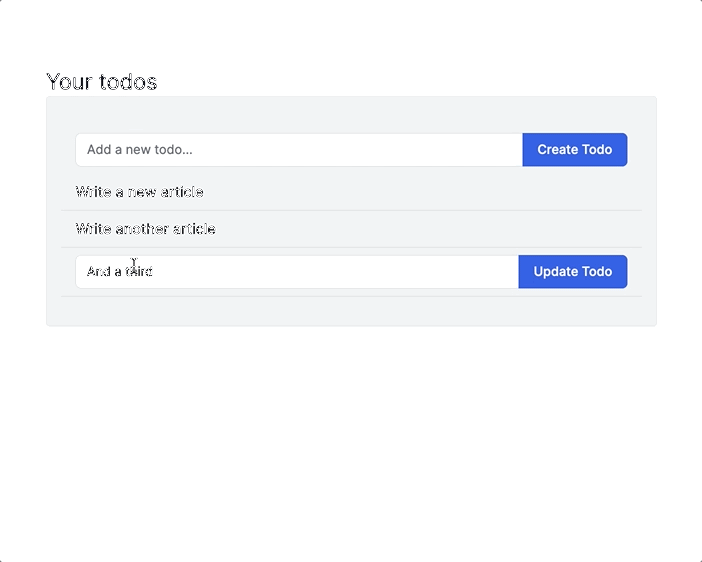 Your todos
Add a new todo...
Create Todo
Write a new article
Write another article
And a third
Update Todo